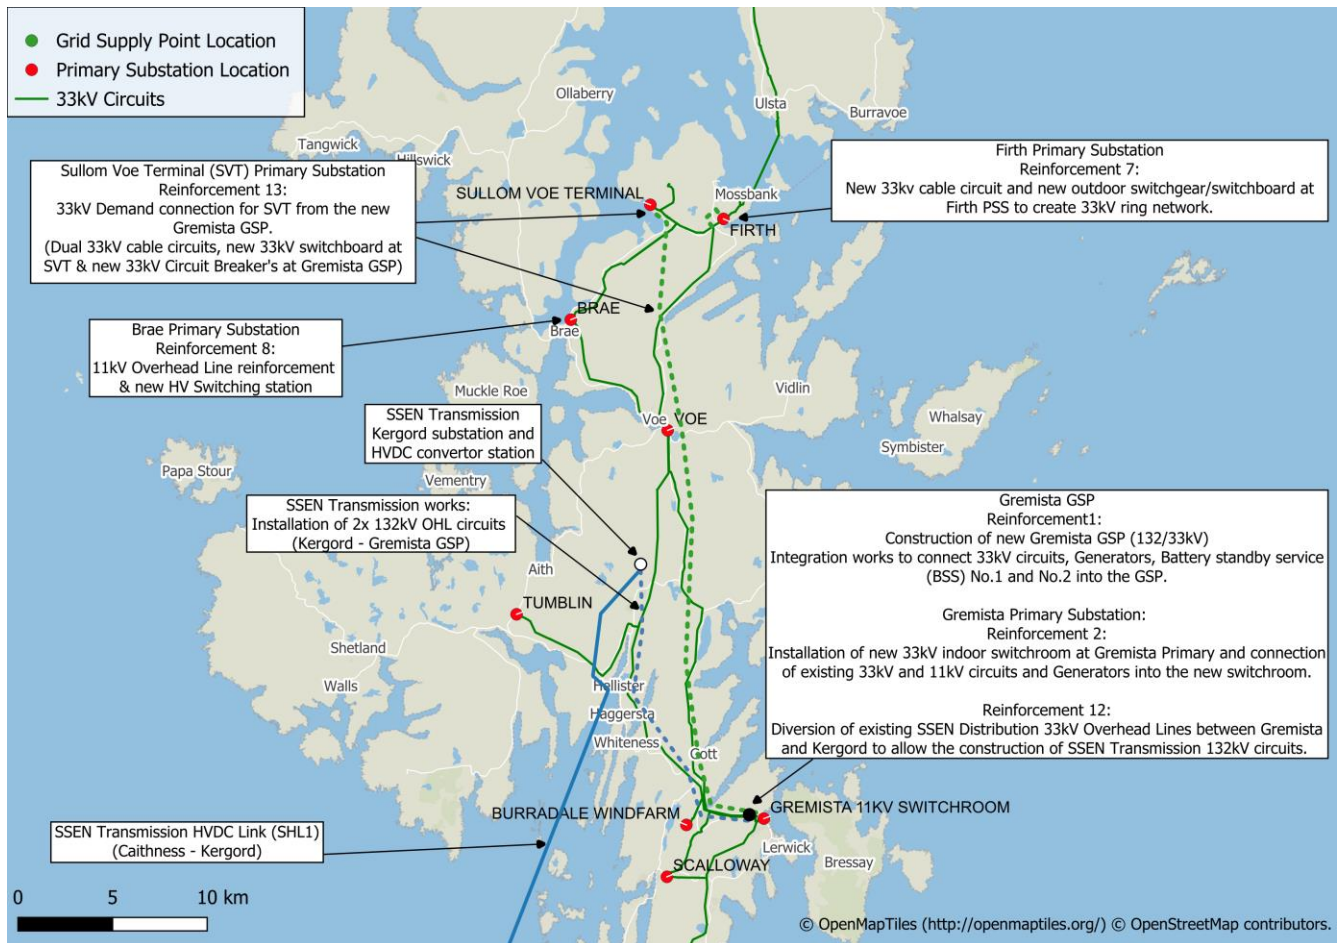 Grid Supply Point Location
Primary Substation Location
33kV Circuits
Ollaberry
Ulsta
Burravoe
Tangwick
Hillswick
Sullom Voe Terminal (SVT) Primary Substation
Reinforcement 13:
33kV Demand connection for SVT from the new
Gremista GSP.
(Dual 33kV cable circuits, new 33kV switchboard at
SVT & new 33kV Circuit Breaker's at Gremista GSP)
SULLOM VOE TERMINAL
Mossbank
FIRTH
Firth Primary Substation
Reinforcement 7:
New 33kv cable circuit and new outdoor switchgear/switchboard at
Firth PSS to create 33kV ring network.
BRAE
Brae
Brae Primary Substation
Reinforcement 8:
11kV Overhead Line reinforcement
& new HV Switching station
Muckle Roe
Vidlin
Whalsay
Symbister
Voe
VOE
SSEN Transmission
Kergord substation and
HVDC convertor station
Papa Stour
Vementry
SSEN Transmission works:
Installation of 2x 132kV OHL circuits
(Kergord - Gremista GSP)
Aith
TUMBLIN
Shetland
Walls
Hellister
Haggersta
Whiteness
Gott
Gremista GSP
Reinforcement1:
Construction of new Gremista GSP (132/33kV)
Integration works to connect 33kV circuits, Generators, Battery standby service
(BSS) No.1 and No.2 into the GSP.
Gremista Primary Substation:
Reinforcement 2:
Installation of new 33kV indoor switchroom at Gremista Primary and connection
of existing 33kV and 11kV circuits and Generators into the new switchroom.
Reinforcement 12:
Diversion of existing SSEN Distribution 33kV Overhead Lines between Gremista
and Kergord to allow the construction of SSEN Transmission 132kV circuits.
BURRADALE WINDFARM
GREMISTA 11KV SWITCHROOM
Lerwick
Bressay
SCALLOWAY
SSEN Transmission HVDC Link (SHL1)
(Caithness - Kergord)
0 5 10 km
© OpenMapTiles (http://openmaptiles.org/) © OpenStreetMap contributors.